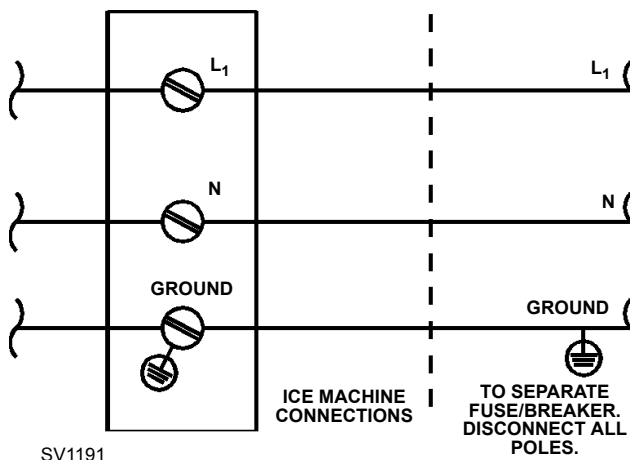 L1
L1
N
N
GROUND
GROUND
ICE MACHINE
CONNECTIONS
TO SEPARATE
FUSE/BREAKER.
DISCONNECT ALL
POLES.
SV1191